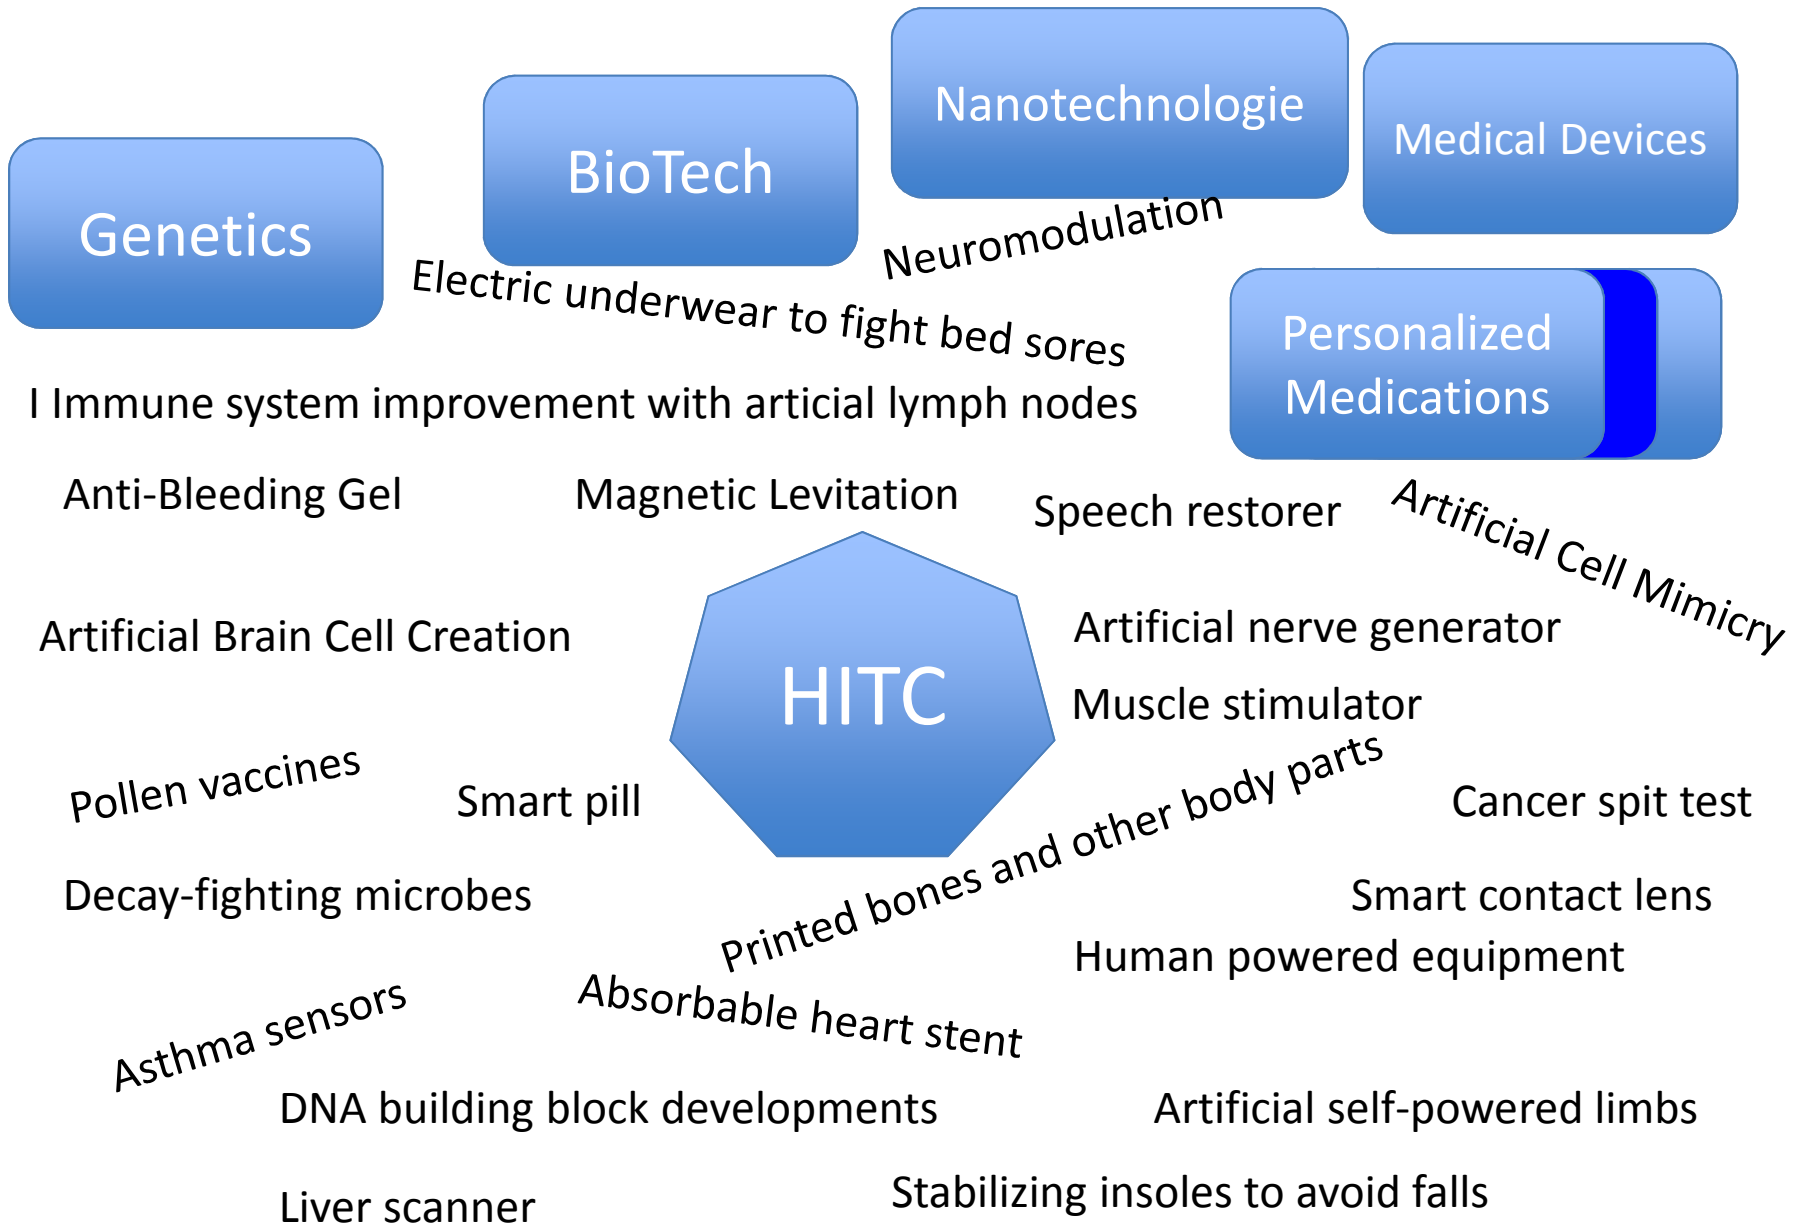 Nanotechnologie
Medical Devices
BioTech
Genetics
Neuromodulation
Electric underwear to fight bed sores
Personalized
Medications
I Immune system improvement with articial lymph nodes
Anti-Bleeding Gel
Magnetic Levitation
Speech restorer
Artificial Cell Mimicry
Artificial Brain Cell Creation
Artificial nerve generator
HITC
Muscle stimulator
Pollen vaccines
Smart pill
Printed bones and other body parts
Cancer spit test
Decay-fighting microbes
Smart contact lens
Human powered equipment
Asthma sensors
Absorbable heart stent
DNA building block developments
Artificial self-powered limbs
Liver scanner
Stabilizing insoles to avoid falls